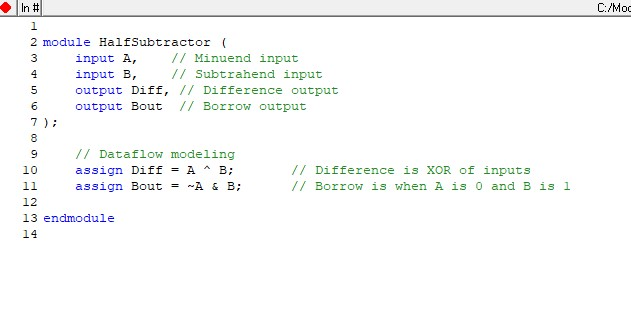 ln #
C:/Mod
1
2 module HalfSubtractor (
3     input A,    // Minuend input
4     input B,    // Subtrahend input
5     output Diff, // Difference output
6     output Bout  // Borrow output
7 );
8
9     // Dataflow modeling
10     assign Diff = A ^ B;       // Difference is XOR of inputs
11     assign Bout = ~A & B;      // Borrow is when A is 0 and B is 1
12
13 endmodule
14